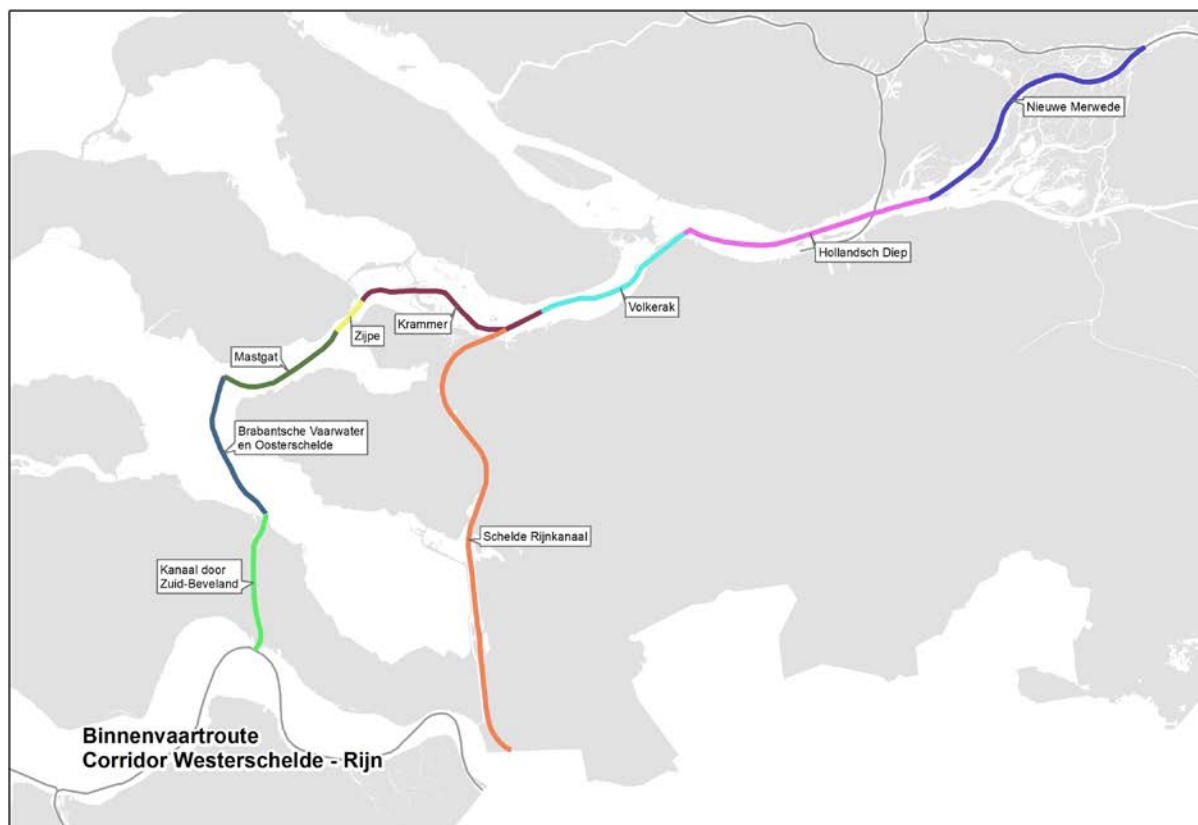 Nieuwe Merwede
Hollandsch Diep
Volkerak
Krammer
Zijpe
Mastgat
Brabantsche Vaarwater
en Oosterschelde
Schelde Rijnkanaal
Kanaal door
Zuid-Beveland
Binnenvaartroute
Corridor Westerschelde - Rijn